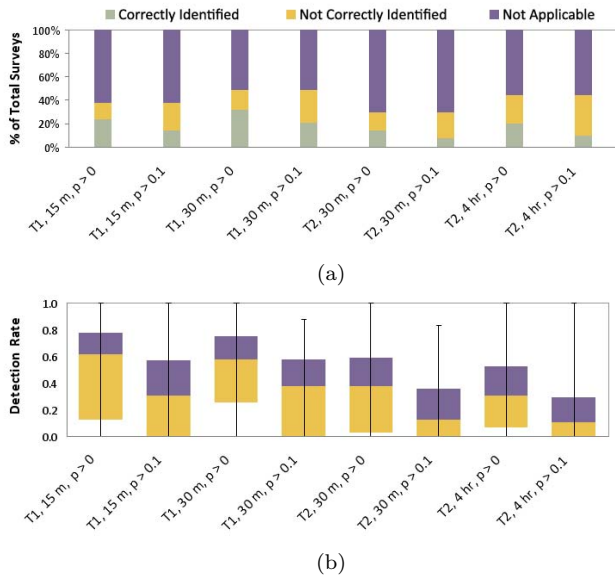 Correctly Identified Not Correctly Identified Not Applicable
% of Total Surveys
100%
80%
60%
40%
20%
0%
T1, 15 m, p > 0
T1, 15 m, p > 0.1
T1, 30 m, p > 0
T1, 30 m, p > 0.1
T2, 30 m, p > 0
T2, 30 m, p > 0.1
T2, 4 hr, p > 0
T2, 4 hr, p > 0.1
(a)
Detection Rate
1.0
0.8
0.6
0.4
0.2
0.0
T1, 15 m, p > 0
T1, 15 m, p > 0.1
T1, 30 m, p > 0
T1, 30 m, p > 0.1
T2, 30 m, p > 0
T2, 30 m, p > 0.1
T2, 4 hr, p > 0
T2, 4 hr, p > 0.1
(b)